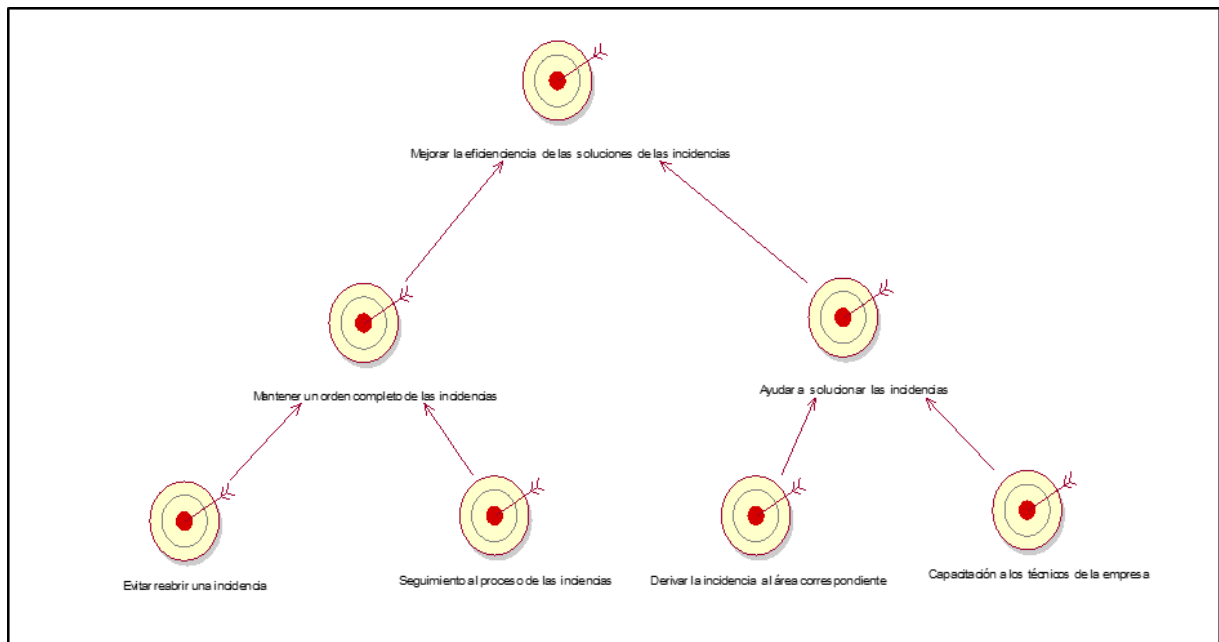 Mejorar la eficienciencia de las soluciones de las incidencias
Mantener un orden completo de las incidencias
Ayudar a solucionar las incidencias
Evitar reabrir una incidencia
Seguimiento al proceso de las inciencias
Derivar la incidencia al área correspondiente
Capacitación a los técnicos de la empresa